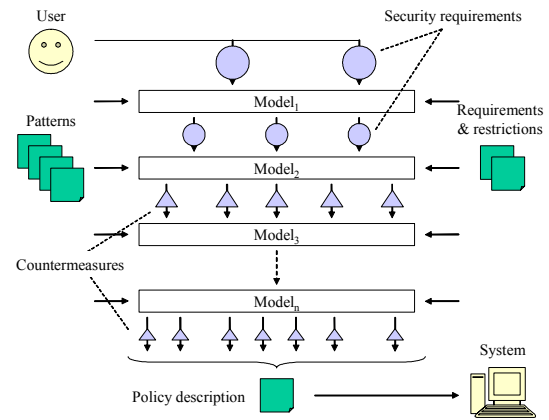 User
Security requirements
Model1
Patterns
Requirements
& restrictions
Model2
Model3
Countermeasures
Modeln
System
Policy description